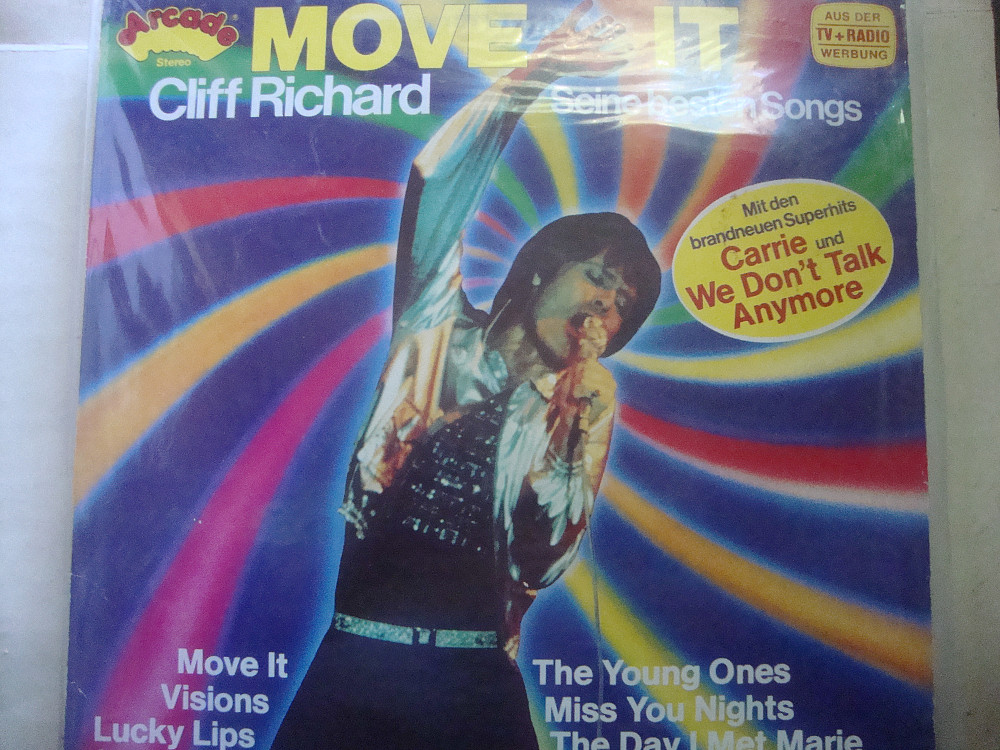 Arcade
Stereo
MOVE IT
Cliff Richard
Seine besten Songs
AUS DER
TV+RADIO
WERBUNG
Mit den
brandneuen Superhits
Carrie und
We Don't Talk
Anymore
Move It
Visions
Lucky Lips
The Young Ones
Miss You Nights
The Day I Met Marie